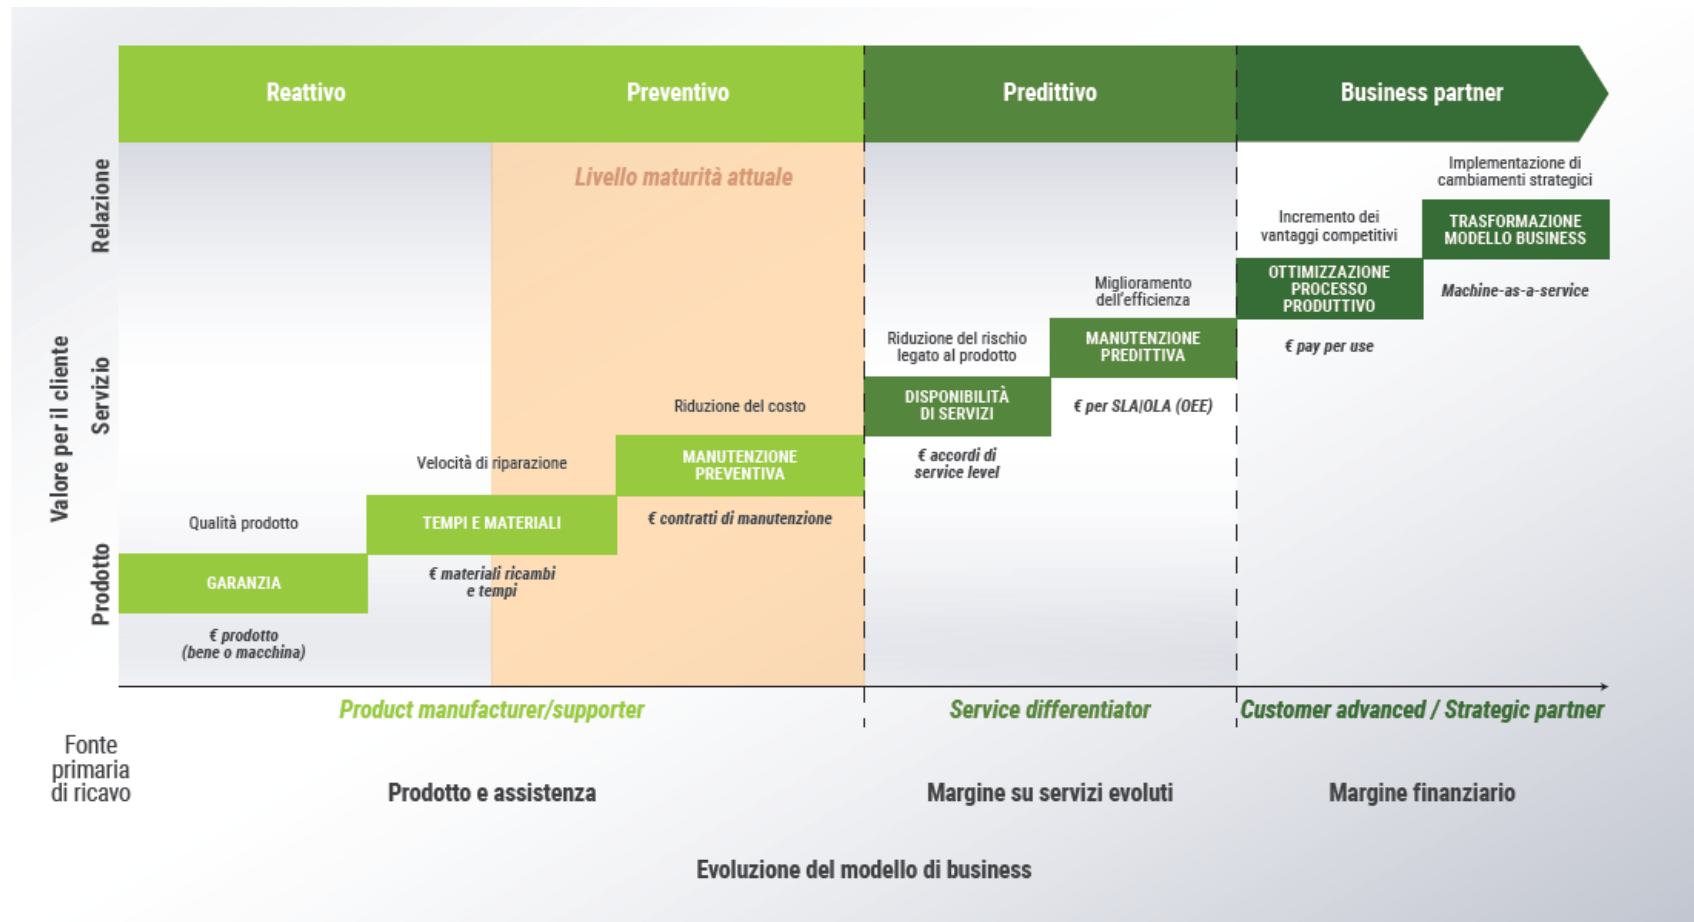 Reattivo
Preventivo
Predittivo
Business partner
Livello maturità attuale
Relazione
Servizio
Prodotto
Valore per il cliente
Implementazione di
cambiamenti strategici
TRASFORMAZIONE
MODELLO BUSINESS
Machine-as-a-service
Incremento dei
vantaggi competitivi
OTTIMIZZAZIONE
PROCESSO
PRODUTTIVO
€ pay per use
Miglioramento
dell'efficienza
MANUTENZIONE
PREDITTIVA
€ per SLA|OLA (OEE)
Riduzione del rischio
legato al prodotto
DISPONIBILITÀ
DI SERVIZI
€ accordi di
service level
Riduzione del costo
MANUTENZIONE
PREVENTIVA
€ contratti di manutenzione
Velocità di riparazione
TEMPI E MATERIALI
€ materiali ricambi
e tempi
Qualità prodotto
GARANZIA
€ prodotto
(bene o macchina)
Product manufacturer/supporter
Service differentiator
Customer advanced / Strategic partner
Fonte
primaria
di ricavo
Prodotto e assistenza
Margine su servizi evoluti
Margine finanziario
Evoluzione del modello di business